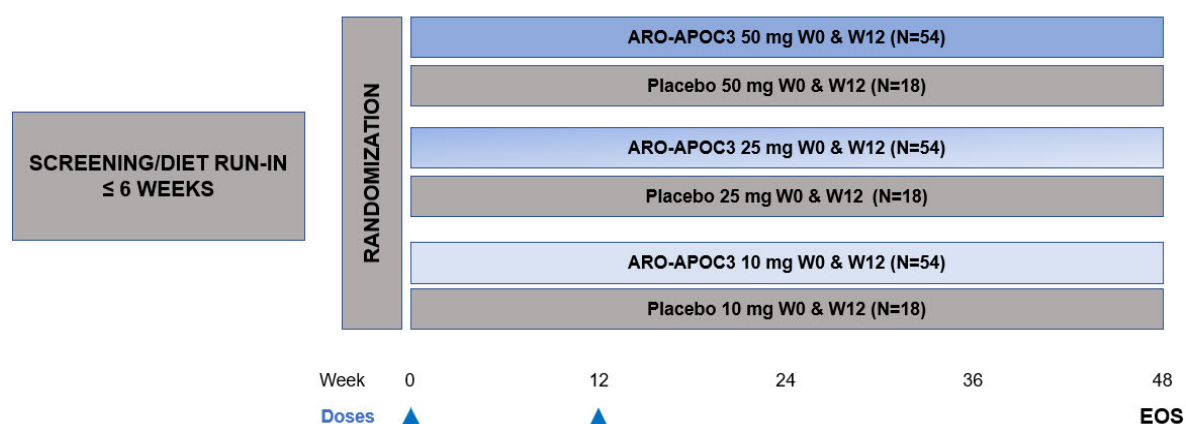 ARO-APOC3 50 mg W0 & W12 (N=54)
Placebo 50 mg W0 & W12 (N=18)
SCREENING/DIET RUN-IN
≤ 6 WEEKS
RANDOMIZATION
ARO-APOC3 25 mg W0 & W12 (N=54)
Placebo 25 mg W0 & W12 (N=18)
ARO-APOC3 10 mg W0 & W12 (N=54)
Placebo 10 mg W0 & W12 (N=18)
Week 0 12 24 36 48
Doses EOS